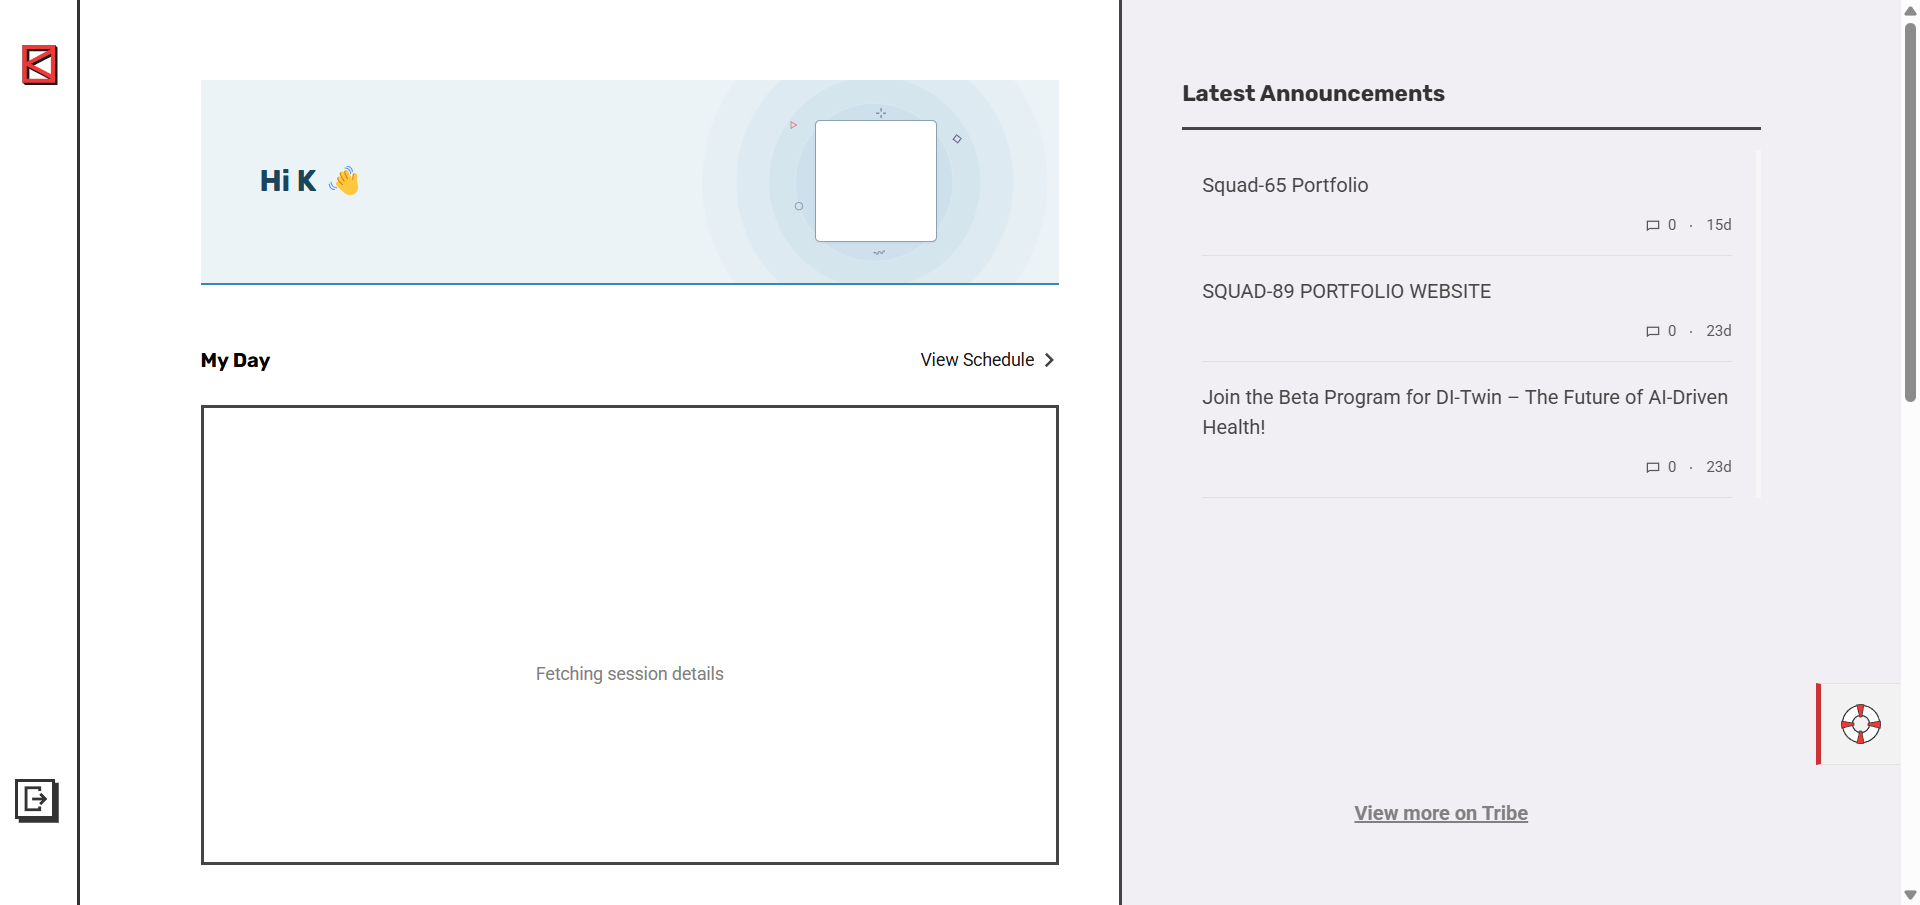 Hi K 👋
My Day
View Schedule
Fetching session details
Latest Announcements
Squad-65 Portfolio
0 · 15d
SQUAD-89 PORTFOLIO WEBSITE
0 · 23d
Join the Beta Program for DI-Twin – The Future of AI-Driven
Health!
0 · 23d
View more on Tribe